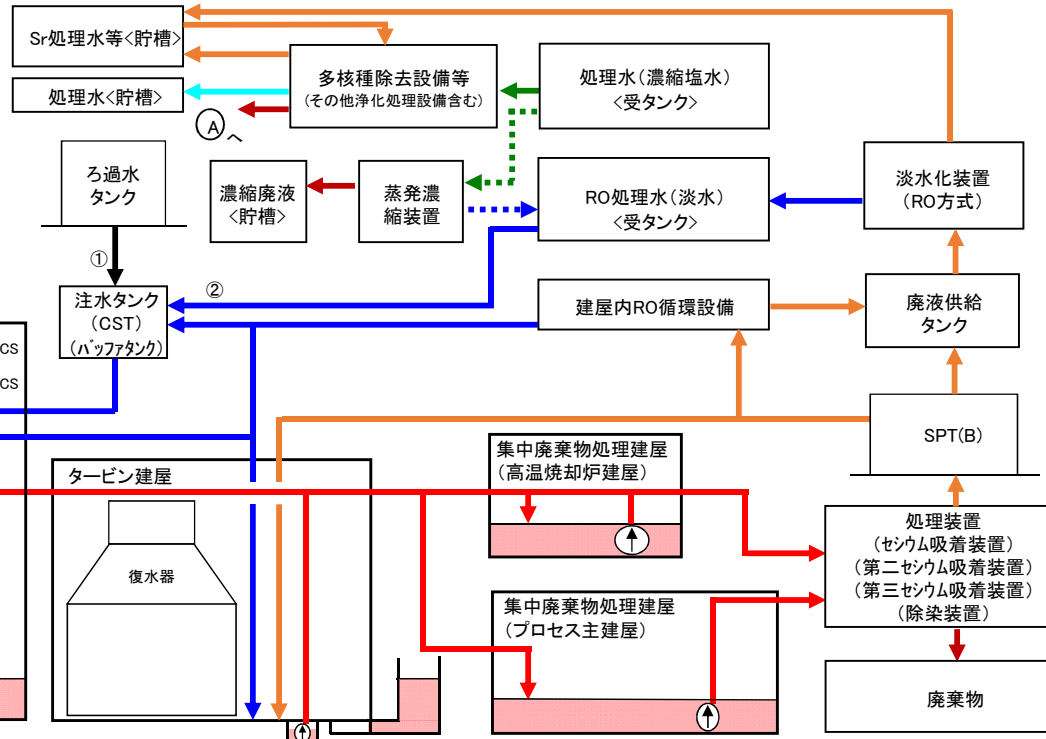 Sr処理水等<貯槽>
処理水<貯槽>
多核種除去設備等
(その他浄化処理設備含む)
処理水(濃縮塩水)
<受タンク>
Ⓐへ
ろ過水
タンク
濃縮廃液
<貯槽>
蒸発濃
縮装置
RO処理水(淡水)
<受タンク>
淡水化装置
(RO方式)
①
②
注水タンク
(CST)
(ﾊﾞｯﾌｧﾀﾝｸ)
建屋内RO循環設備
廃液供給
タンク
CS
CS
SPT(B)
タービン建屋
復水器
集中廃棄物処理建屋
(高温焼却炉建屋)
集中廃棄物処理建屋
(プロセス主建屋)
処理装置
(ｾｼｳﾑ吸着装置)
(第二ｾｼｳﾑ吸着装置)
(第三ｾｼｳﾑ吸着装置)
(除染装置)
廃棄物